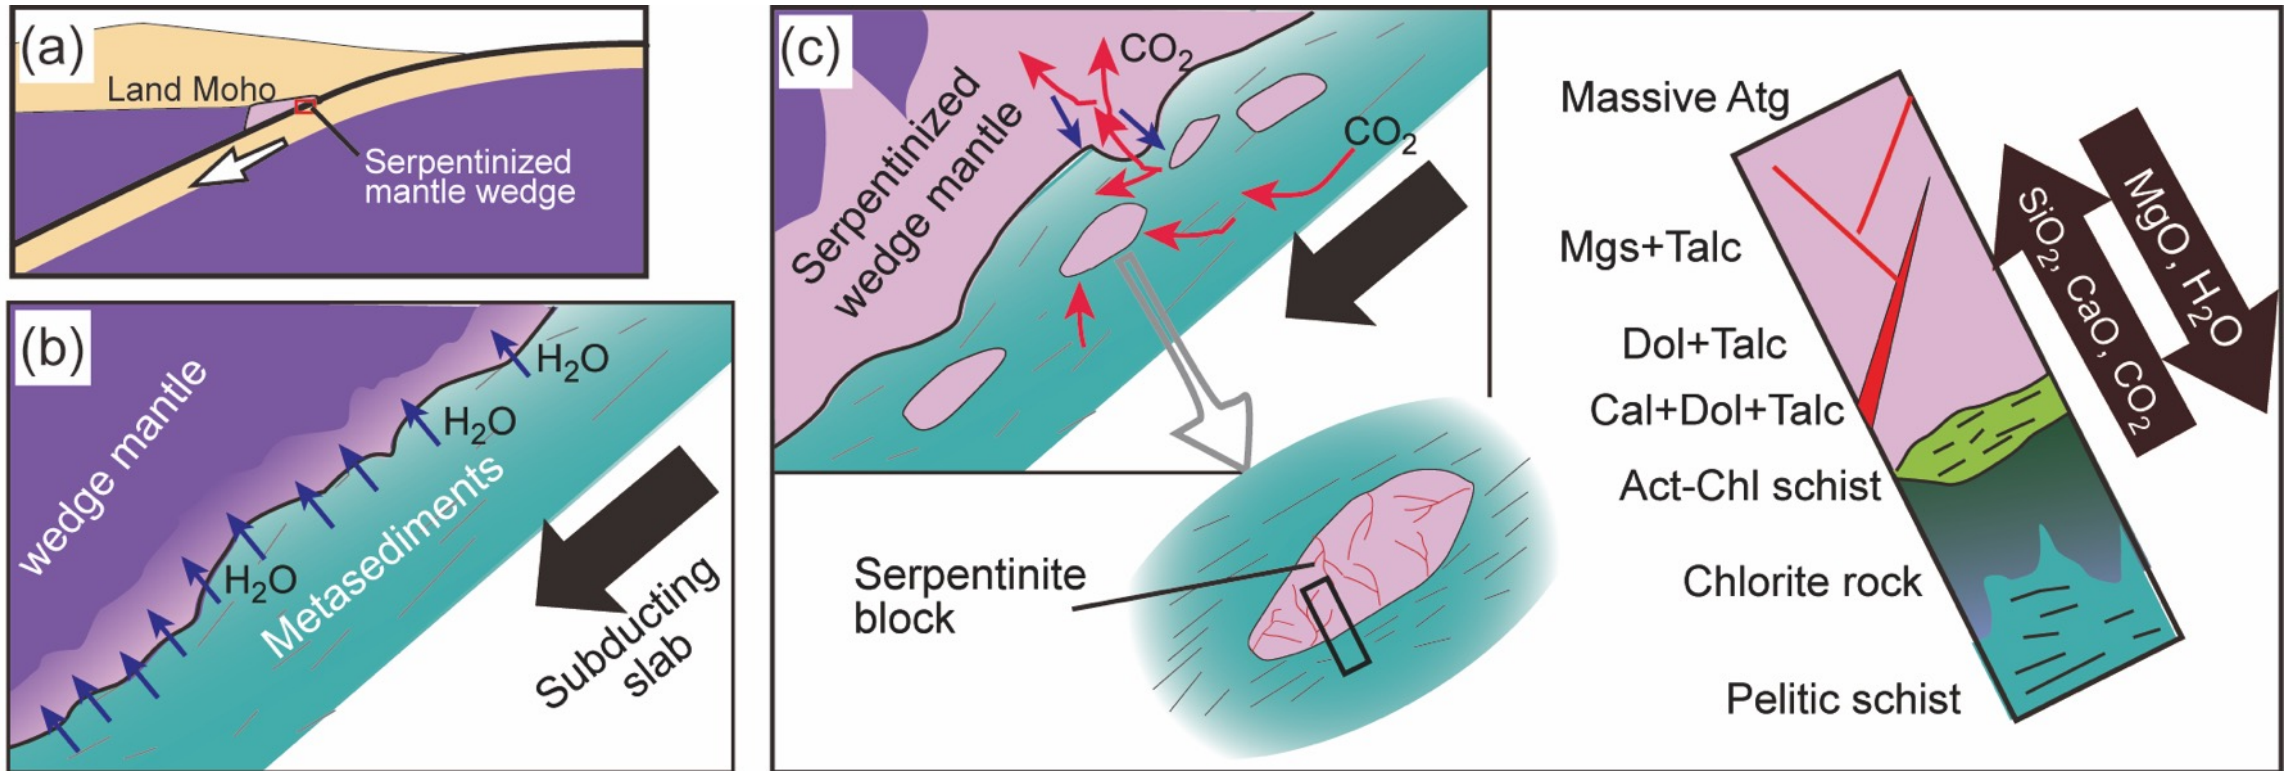 (a)
Land Moho
Serpentinized
mantle wedge
(b)
wedge mantle
H₂O
H₂O
H₂O
Metasediments
Subducting
slab
(c)
CO₂
CO₂
Serpentinized
wedge mantle
Serpentinite
block
Massive Atg
Mgs+Talc
Dol+Talc
Cal+Dol+Talc
Act-Chl schist
Chlorite rock
Pelitic schist
SiO₂, CaO, CO₂
MgO, H₂O